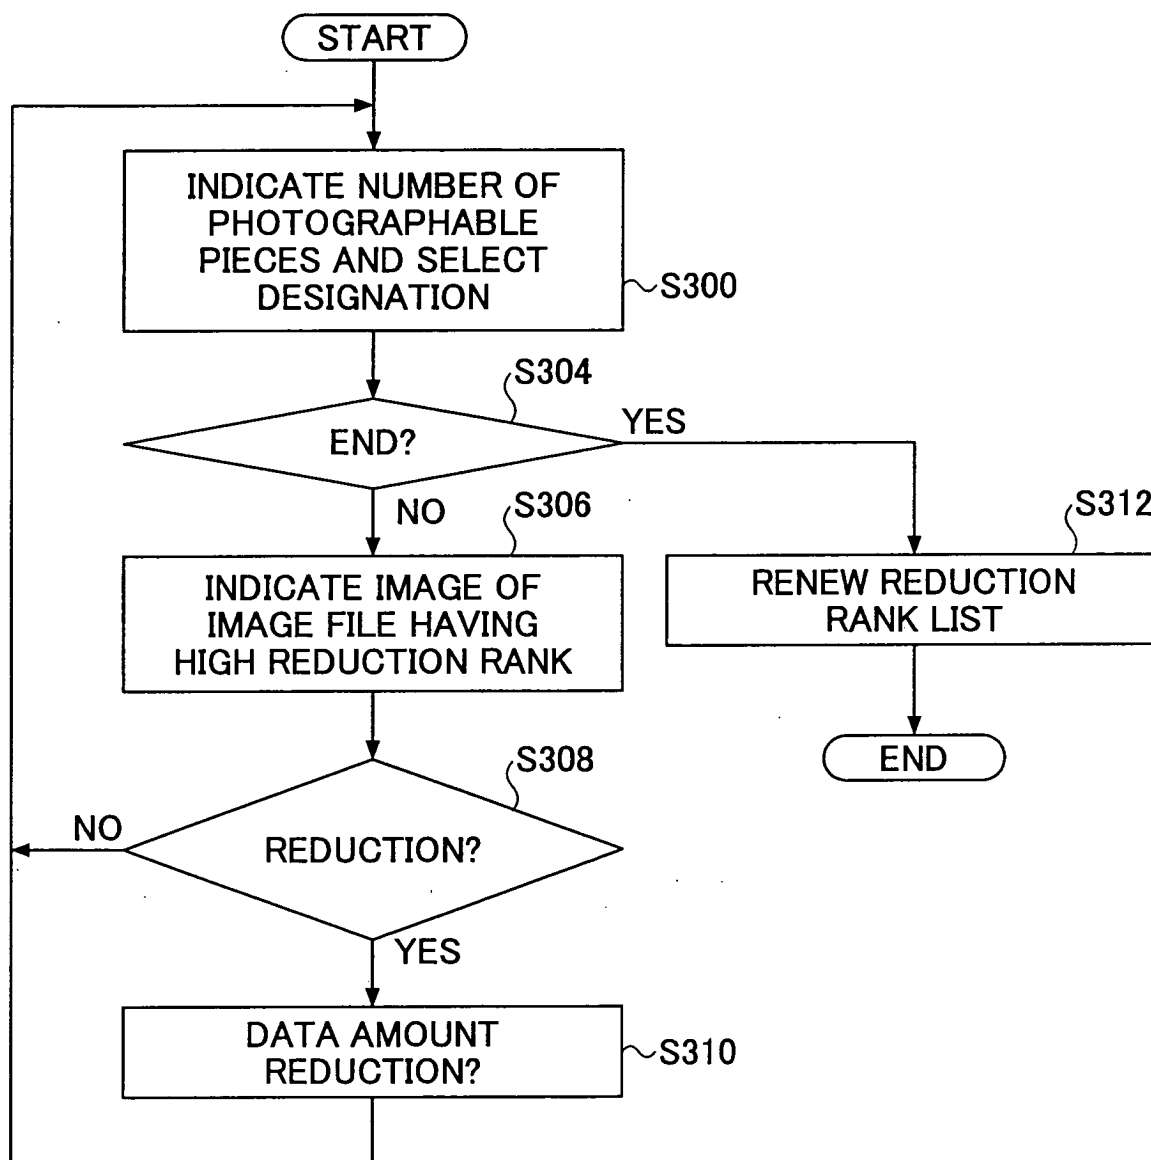 START
INDICATE NUMBER OF
PHOTOGRAPHABLE
PIECES AND SELECT
DESIGNATION
S300
S304
END?
YES
NO
S306
INDICATE IMAGE OF
IMAGE FILE HAVING
HIGH REDUCTION RANK
S312
RENEW REDUCTION
RANK LIST
END
S308
REDUCTION?
NO
YES
DATA AMOUNT
REDUCTION?
S310